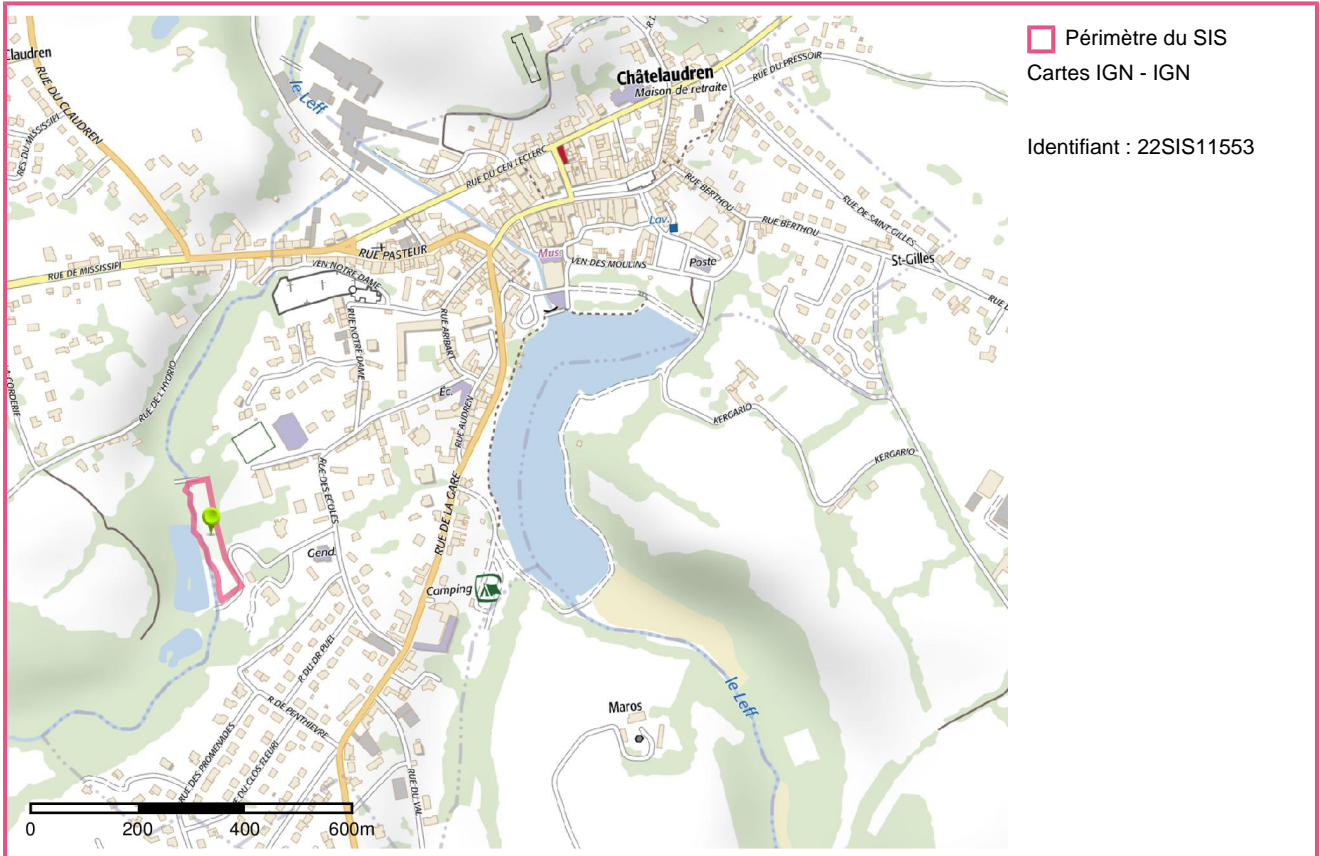 Périmètre du SIS
Cartes IGN - IGN
Identifiant : 22SIS11553
Claudren
RUE DU CLAUDREN
RES. DU MISSISSIPI
le Leff
Châtelaudren
Maison de retraite
RUE DU PRESSOIR
RUE DU GEN LECLERC
RUE BERTHOU
RUE BERTHOU
RUE DE SAINT GILLES
St-Gilles
Lav.
Mus.
VEN DES MOULINS
Poste
RUE PASTEUR
RUE DE MISSISSIPI
VEN NOTRE DAME
RUE NOTRE DAME
RUE ARIBART
RUE DE L'HYDRIO
LA CORDERIE
Ec.
RUE AUDREN
KERGARIO
KERGARIO
RUE DES ECOLES
RUE DE LA GARE
Gend.
Camping
R. DU DR PUEL
R. DE PENTHIEVRE
RUE DES PROMENADES
DU CLOS FLEURI
RUE DU VAL
Maros
le Leff
0 200 400 600m